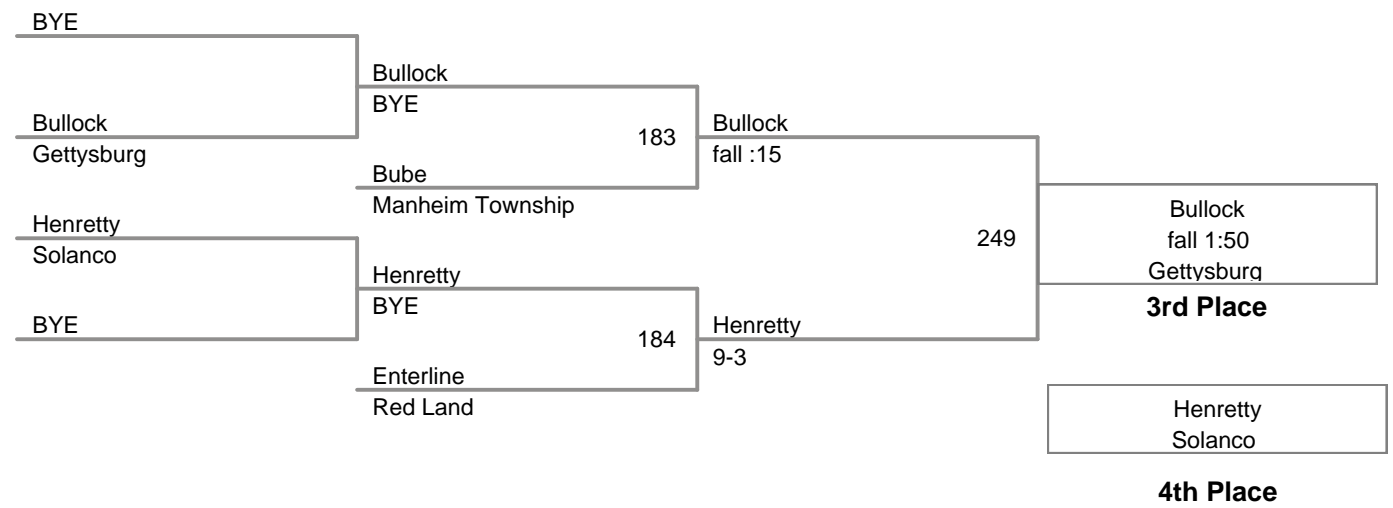 BYE
Bullock
BYE
Bullock
Gettysburg
183
Bullock
fall :15
Bube
Manheim Township
Henretty
Solanco
249
Bullock
fall 1:50
Gettysburg
3rd Place
Henretty
BYE
BYE
184
Henretty
9-3
Enterline
Red Land
Henretty
Solanco
4th Place